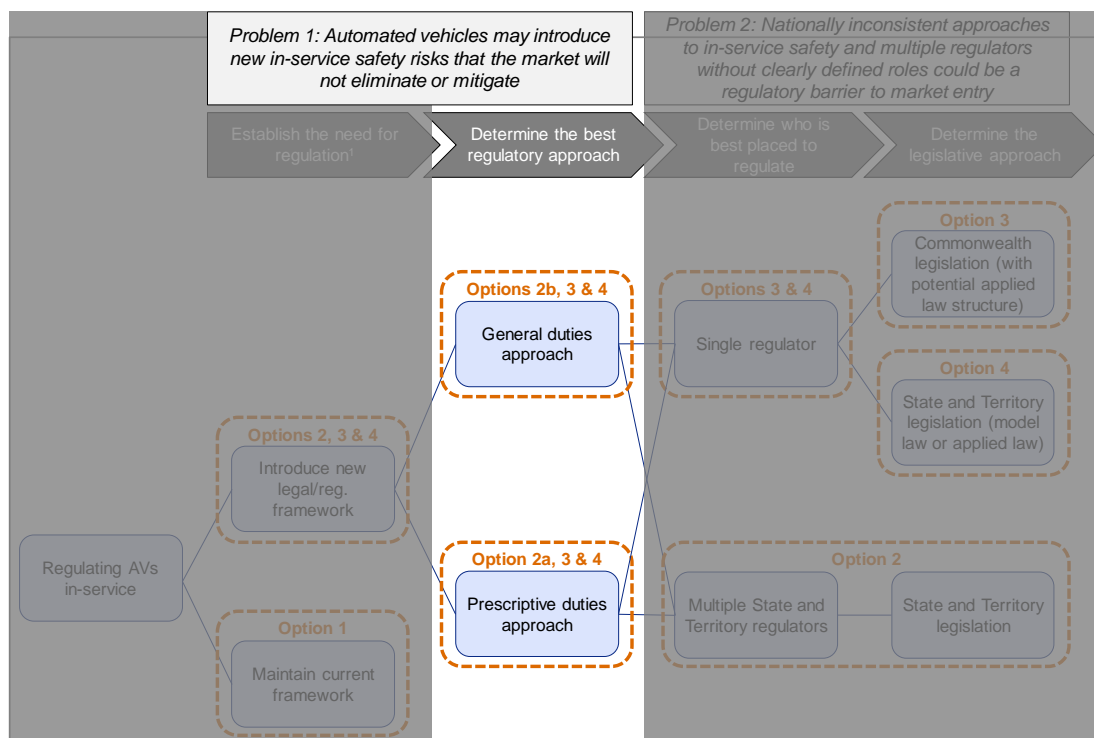 Problem 1: Automated vehicles may introduce
new in-service safety risks that the market will
not eliminate or mitigate
Problem 2: Nationally inconsistent approaches
to in-service safety and multiple regulators
without clearly defined roles could be a
regulatory barrier to market entry
Establish the need for
regulation¹
Determine the best
regulatory approach
Determine who is
best placed to
regulate
Determine the
legislative approach
Option 3
Commonwealth
legislation (with
potential applied
law structure)
Options 2b, 3 & 4
General duties
approach
Options 3 & 4
Single regulator
Option 4
State and Territory
legislation (model
law or applied law)
Options 2, 3 & 4
Introduce new
legal/reg.
framework
Regulating AVs
in-service
Option 2a, 3 & 4
Prescriptive duties
approach
Option 2
Multiple State and
Territory regulators
State and Territory
legislation
Option 1
Maintain current
framework